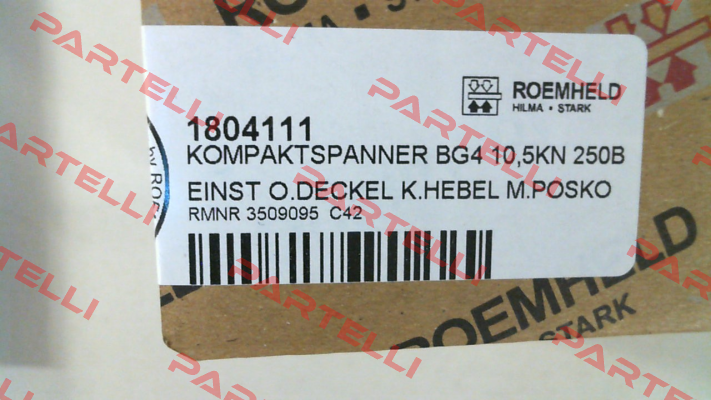 ROEMHELD
HILMA • STARK
1804111
KOMPAKTSPANNER BG4 10,5KN 250B
EINST O.DECKEL K.HEBEL M.POSKO
RMNR 3509095 C42
ROEMHELD
STARK
PARTELLI
PARTELLI
PARTELLI
PARTELLI
PARTELLI
PARTELLI
PARTELLI